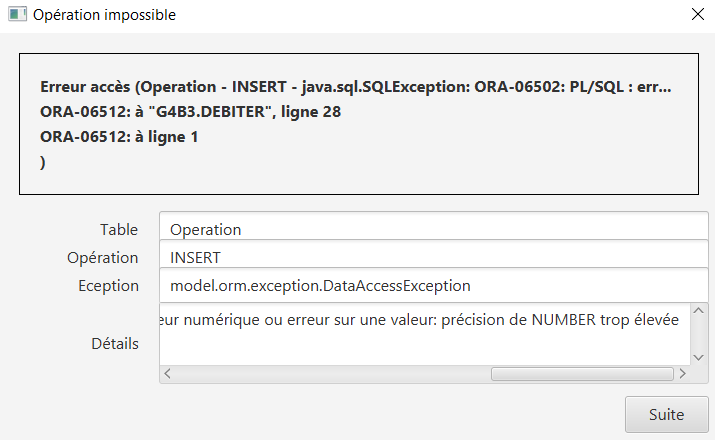 Opération impossible
Erreur accès (Operation - INSERT - java.sql.SQLException: ORA-06502: PL/SQL : err...
ORA-06512: à "G4B3.DEBITER", ligne 28
ORA-06512: à ligne 1
)
Table Operation
Opération INSERT
Eception model.orm.exception.DataAccessException
Détails eur numérique ou erreur sur une valeur: précision de NUMBER trop élevée
Suite